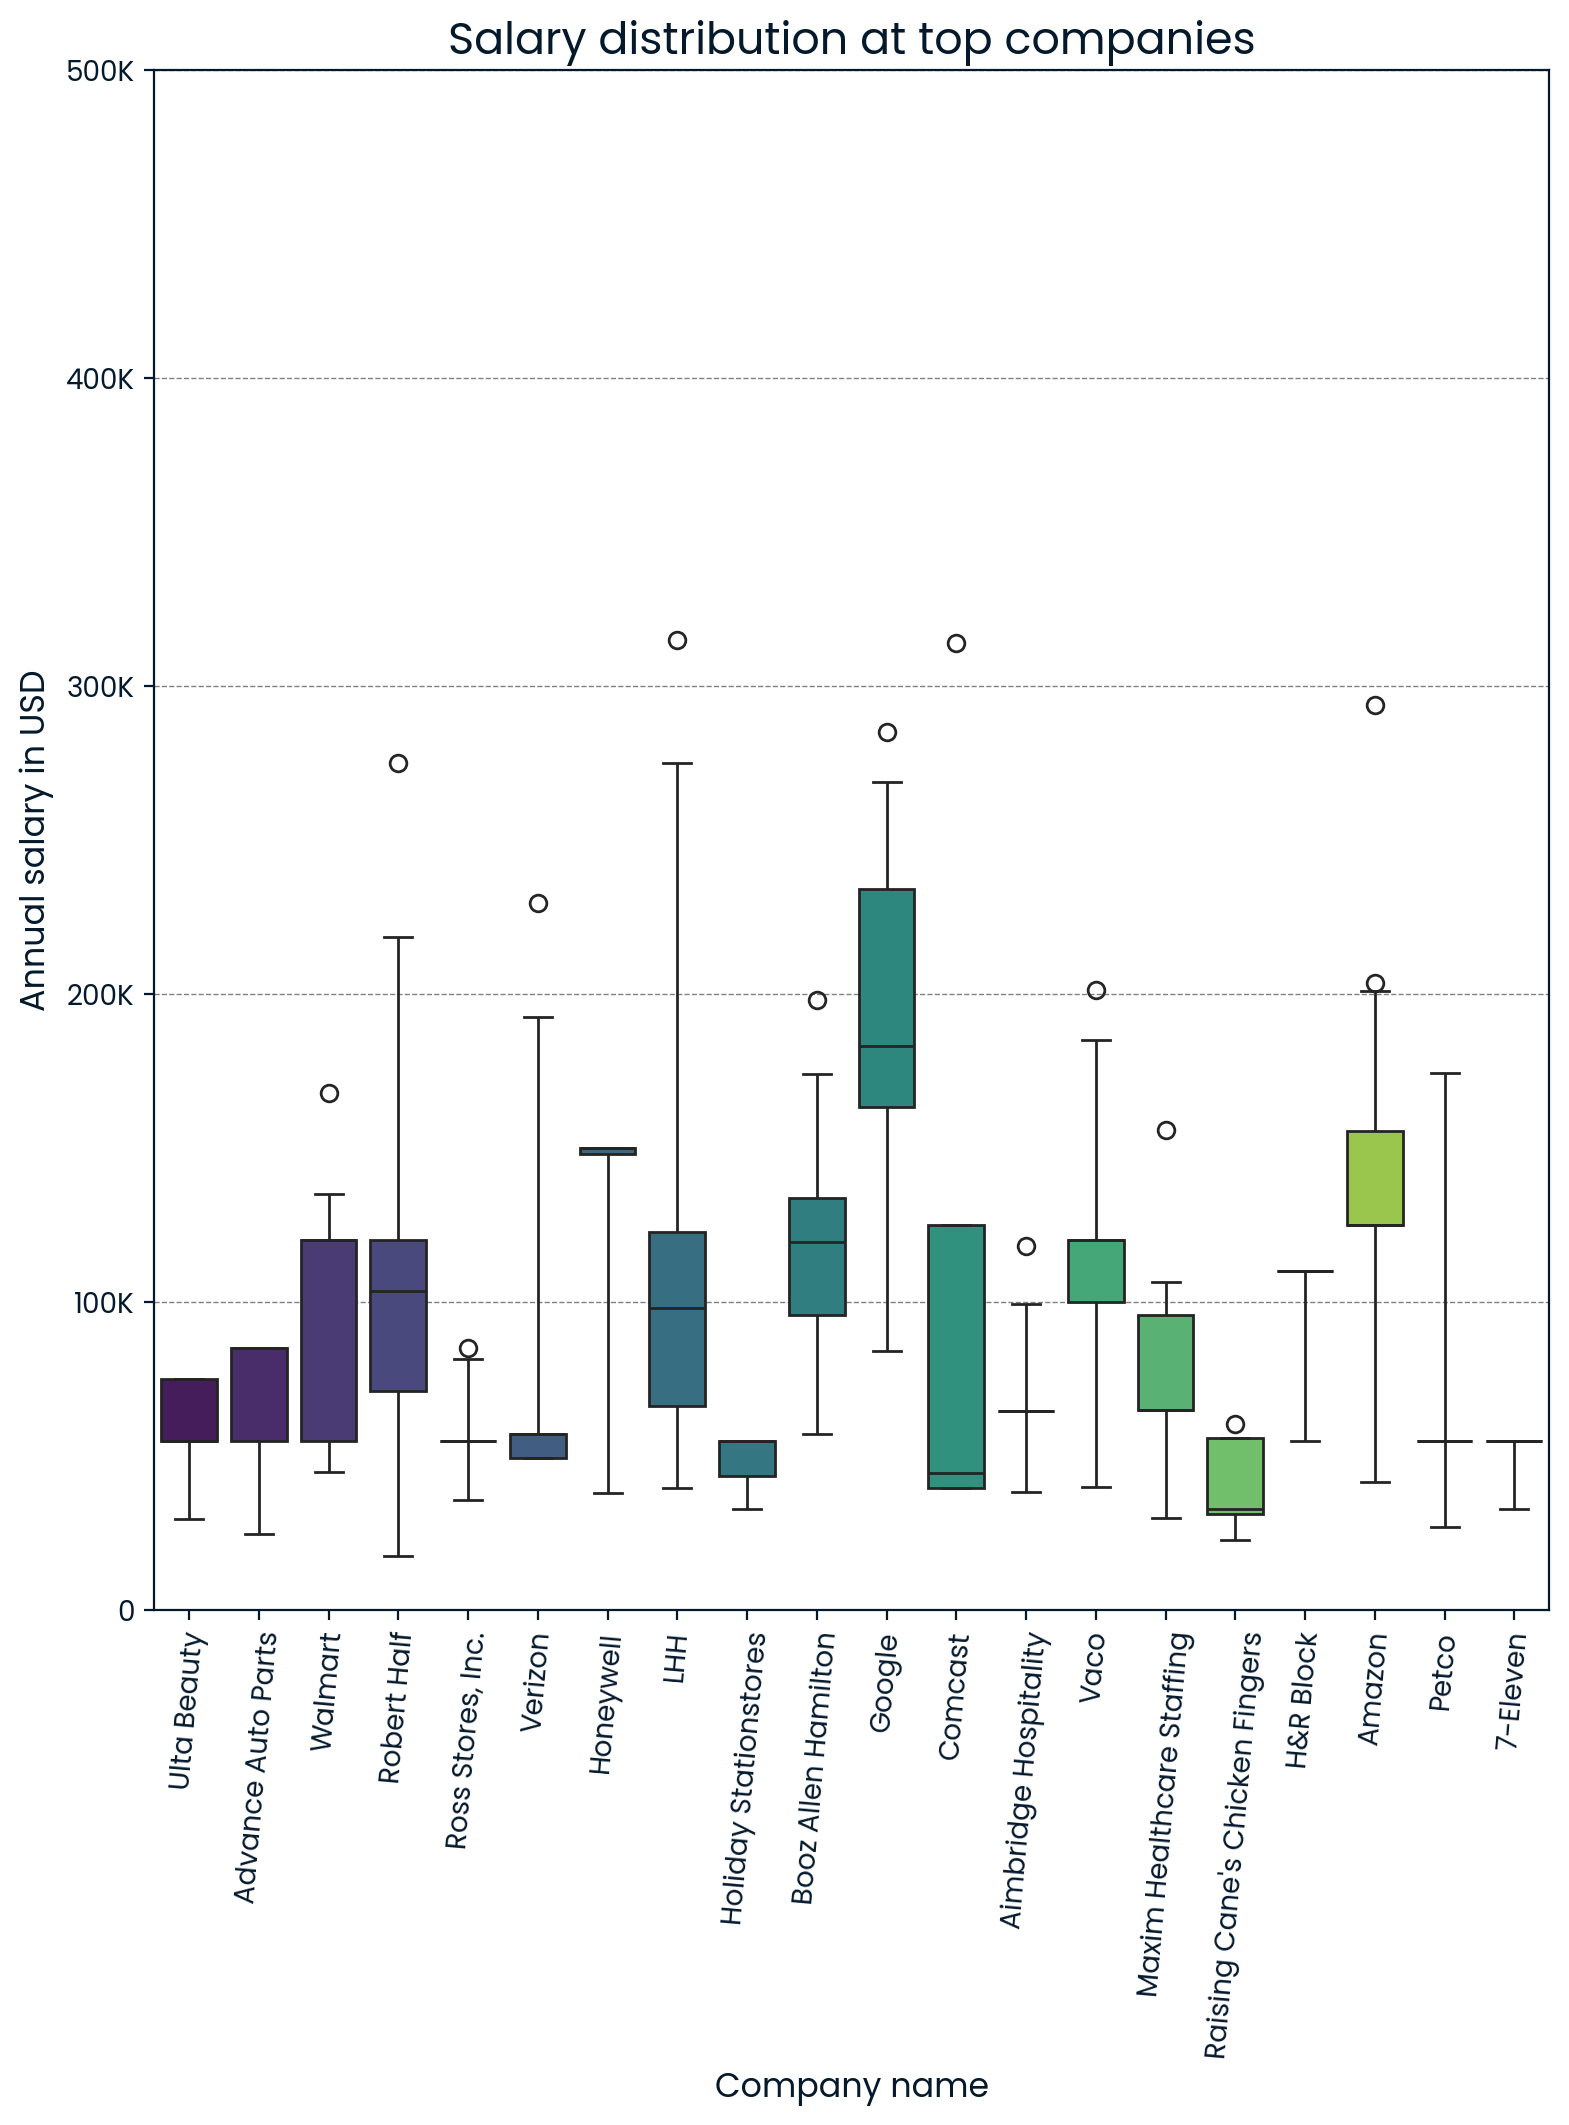 Salary distribution at top companies
500K
400K
300K
200K
100K
0
Annual salary in USD
Ulta Beauty
Advance Auto Parts
Walmart
Robert Half
Ross Stores, Inc.
Verizon
Honeywell
LHH
Holiday Stationstores
Booz Allen Hamilton
Google
Comcast
Aimbridge Hospitality
Vaco
Maxim Healthcare Staffing
Raising Cane's Chicken Fingers
H&R Block
Amazon
Petco
7-Eleven
Company name